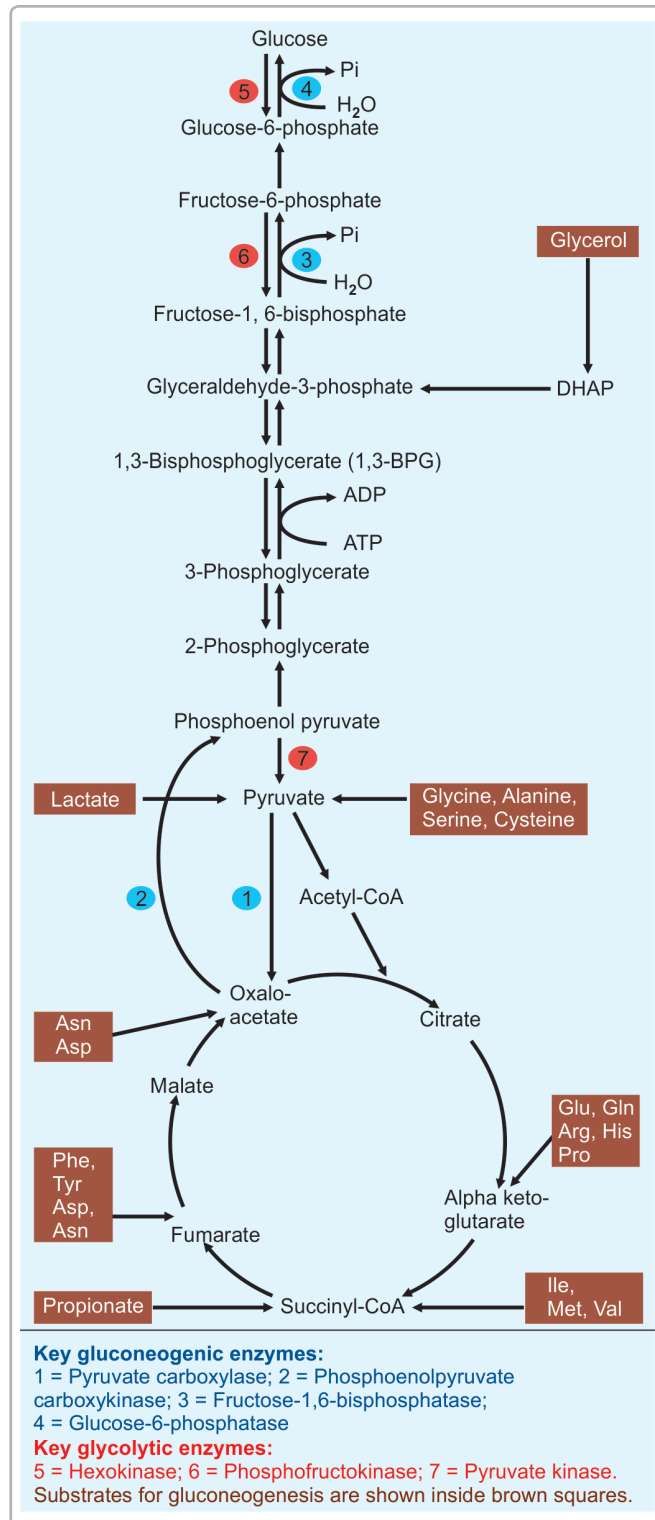 Glucose
Pi
5
4
H₂O
Glucose-6-phosphate
Fructose-6-phosphate
Pi
Glycerol
6
3
H₂O
Fructose-1, 6-bisphosphate
Glyceraldehyde-3-phosphate
DHAP
1,3-Bisphosphoglycerate (1,3-BPG)
ADP
ATP
3-Phosphoglycerate
2-Phosphoglycerate
Phosphoenol pyruvate
7
Lactate
Pyruvate
Glycine, Alanine,
Serine, Cysteine
2
1
Acetyl-CoA
Oxalo-
acetate
Citrate
Asn
Asp
Malate
Glu, Gln
Arg, His
Pro
Phe,
Tyr
Asp,
Asn
Alpha keto-
glutarate
Fumarate
Propionate
Succinyl-CoA
Ile,
Met, Val
Key gluconeogenic enzymes:
1 = Pyruvate carboxylase; 2 = Phosphoenolpyruvate
carboxykinase; 3 = Fructose-1,6-bisphosphatase;
4 = Glucose-6-phosphatase
Key glycolytic enzymes:
5 = Hexokinase; 6 = Phosphofructokinase; 7 = Pyruvate kinase.
Substrates for gluconeogenesis are shown inside brown squares.